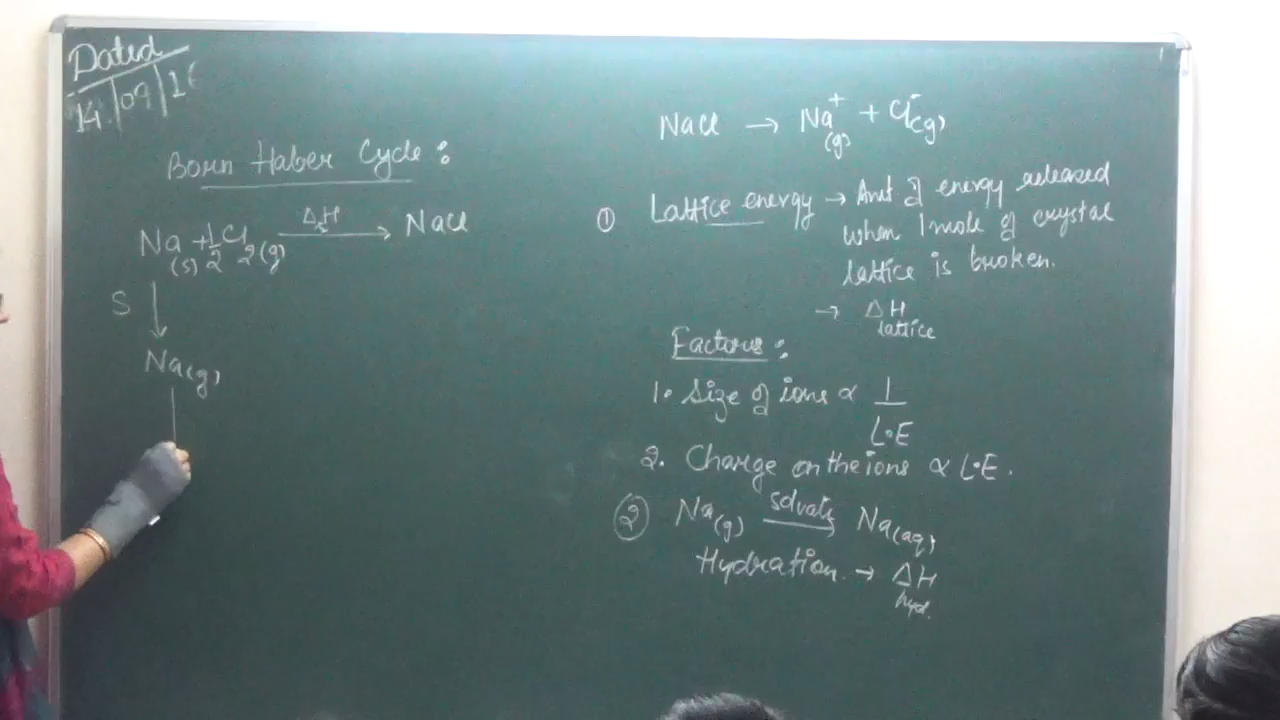 Dated
14/09/16
Born Haber Cycle:
Na(s) + 1/2 Cl2(g) ΔH → NaCl
S ↓
Na(g)
NaCl → Na+(g) + Cl-(g)
① Lattice energy → Amt of energy released
when 1 mole of crystal
lattice is broken.
→ ΔH lattice
Factors:
1. Size of ions ∝ 1/L.E
2. Charge on the ions ∝ L.E.
② Na(g) solvate → Na(aq)
Hydration → ΔH hyd.